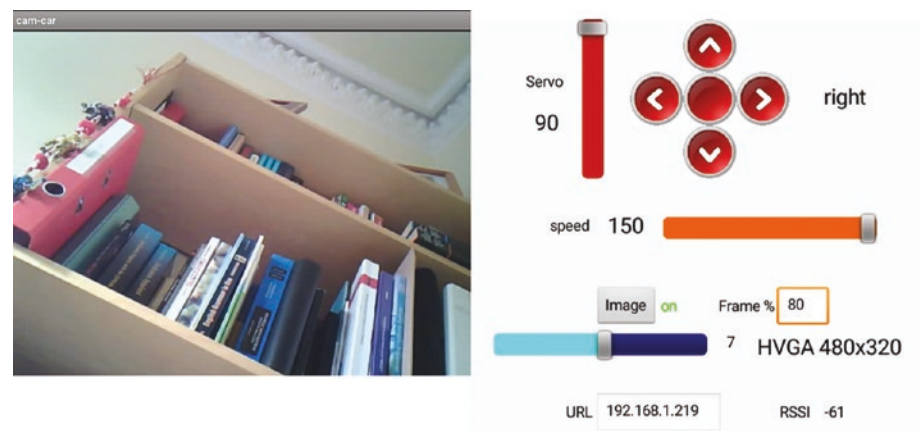 cam-car
Servo
90
right
speed 150
Image on Frame % 80
7 HVGA 480x320
URL 192.168.1.219 RSSI -61